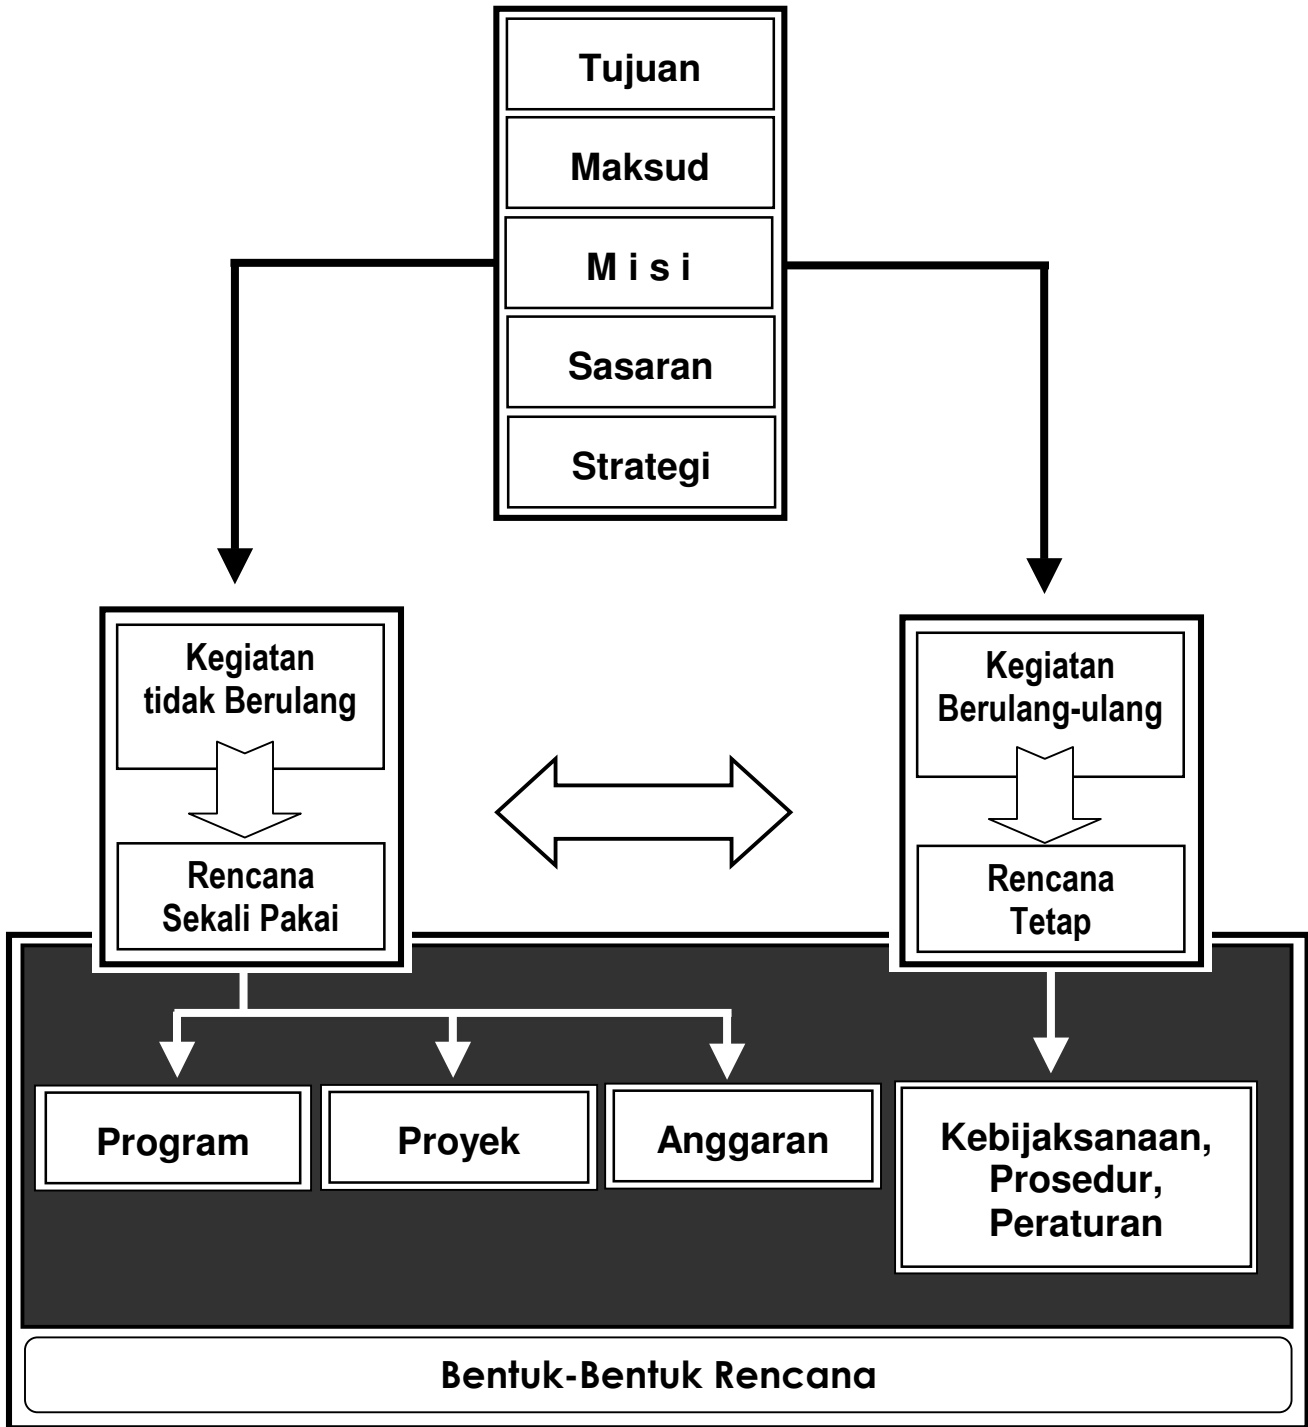 Tujuan
Maksud
M i s i
Sasaran
Strategi
Kegiatan
tidak Berulang
Rencana
Sekali Pakai
Kegiatan
Berulang-ulang
Rencana
Tetap
Program
Proyek
Anggaran
Kebijaksanaan,
Prosedur,
Peraturan
Bentuk-Bentuk Rencana